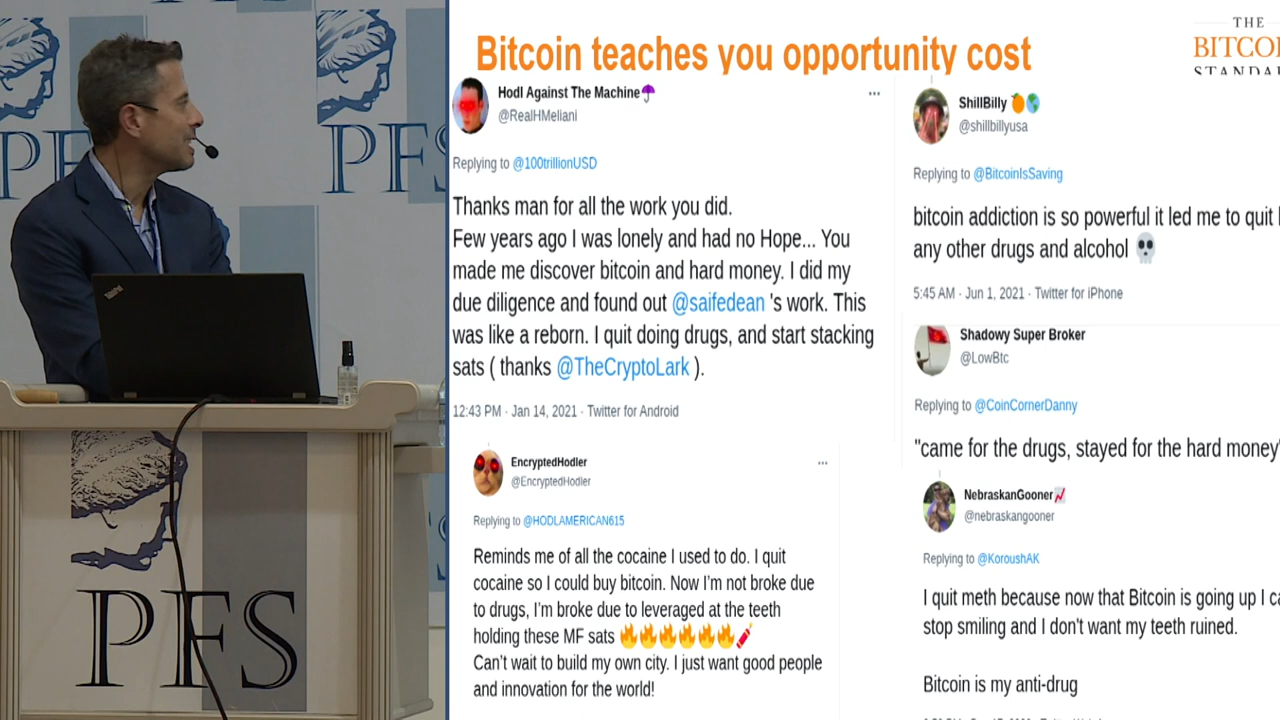 Bitcoin teaches you opportunity cost
THE
BITCOI
STANDA
Hodl Against The Machine
@RealHMeliani
Replying to @100trillionUSD
Thanks man for all the work you did.
Few years ago I was lonely and had no Hope... You
made me discover bitcoin and hard money. I did my
due diligence and found out @saifedean 's work. This
was like a reborn. I quit doing drugs, and start stacking
sats ( thanks @TheCryptoLark ).
12:43 PM · Jan 14, 2021 · Twitter for Android
EncryptedHodler
@EncryptedHodler
Replying to @HODLAMERICAN615
Reminds me of all the cocaine I used to do. I quit
cocaine so I could buy bitcoin. Now I'm not broke due
to drugs, I'm broke due to leveraged at the teeth
holding these MF sats 🔥🔥🔥🔥🔥🔥🧨
Can't wait to build my own city. I just want good people
and innovation for the world!
ShillBilly
@shillbillyusa
Replying to @BitcoinIsSaving
bitcoin addiction is so powerful it led me to quit
any other drugs and alcohol 💀
5:45 AM · Jun 1, 2021 · Twitter for iPhone
Shadowy Super Broker
@LowBtc
Replying to @CoinCornerDanny
"came for the drugs, stayed for the hard money"
NebraskanGooner
@nebraskangooner
Replying to @KoroushAK
I quit meth because now that Bitcoin is going up I ca
stop smiling and I don't want my teeth ruined.
Bitcoin is my anti-drug
PFS
PFS
PFS
ThinkPad